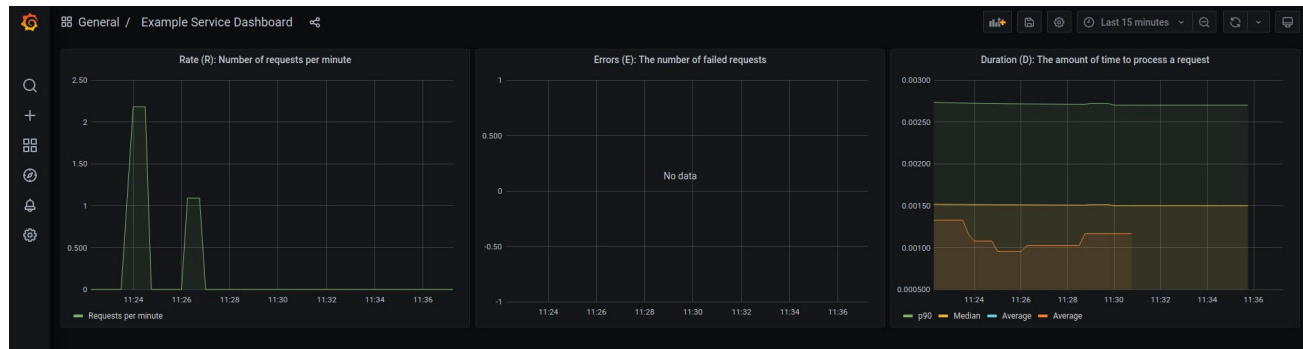 General / Example Service Dashboard
Last 15 minutes
Rate (R): Number of requests per minute
2.50
2
1.50
1
0.500
0
11:24 11:26 11:28 11:30 11:32 11:34 11:36
Requests per minute
Errors (E): The number of failed requests
1
0.500
No data
0
-0.50
-1
11:24 11:26 11:28 11:30 11:32 11:34 11:36
Duration (D): The amount of time to process a request
0.00300
0.00250
0.00200
0.00150
0.00100
0.000500
11:24 11:26 11:28 11:30 11:32 11:34 11:36
p90 Median Average Average